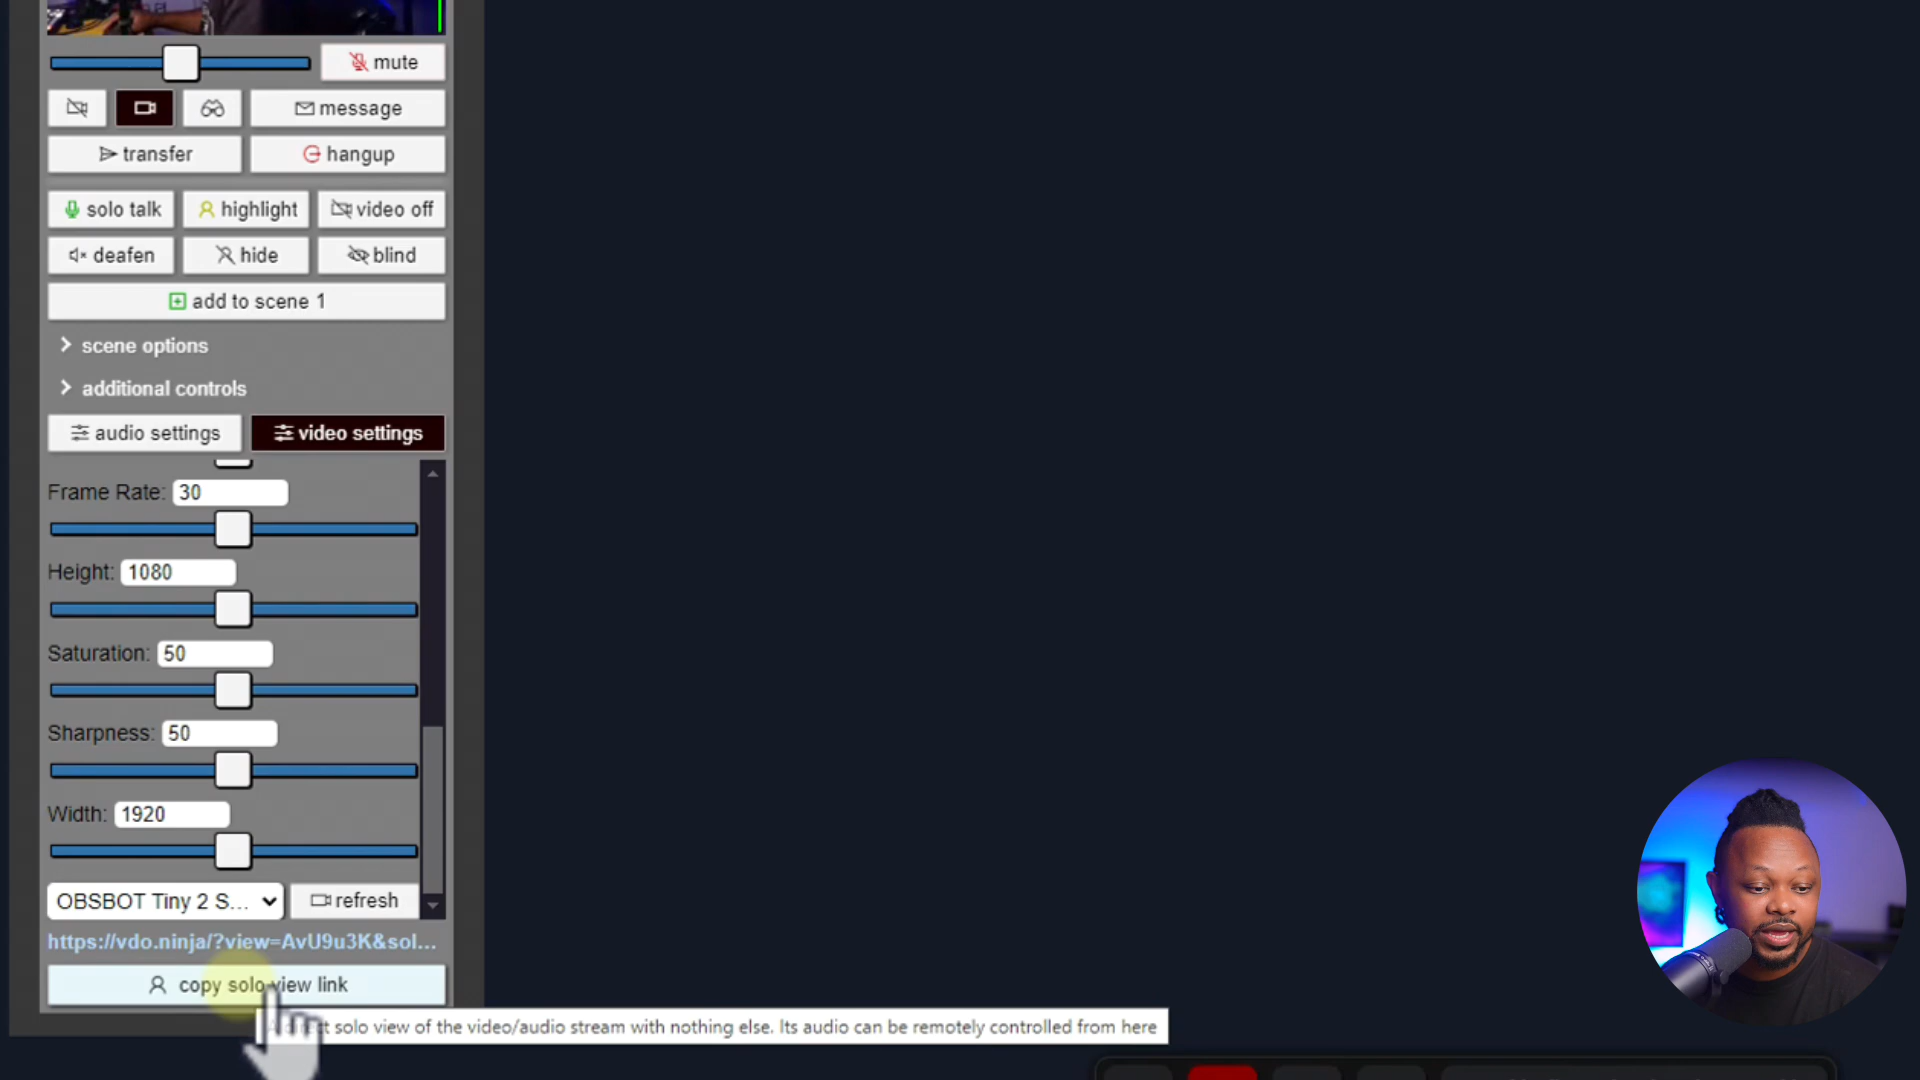 mute
message
transfer hangup
solo talk highlight video off
deafen hide blind
add to scene 1
scene options
additional controls
audio settings video settings
Frame Rate: 30
Height: 1080
Saturation: 50
Sharpness: 50
Width: 1920
OBSBOT Tiny 2 S... refresh
https://vdo.ninja/?view=AvU9u3K&sol...
copy solo view link
direct solo view of the video/audio stream with nothing else. Its audio can be remotely controlled from here